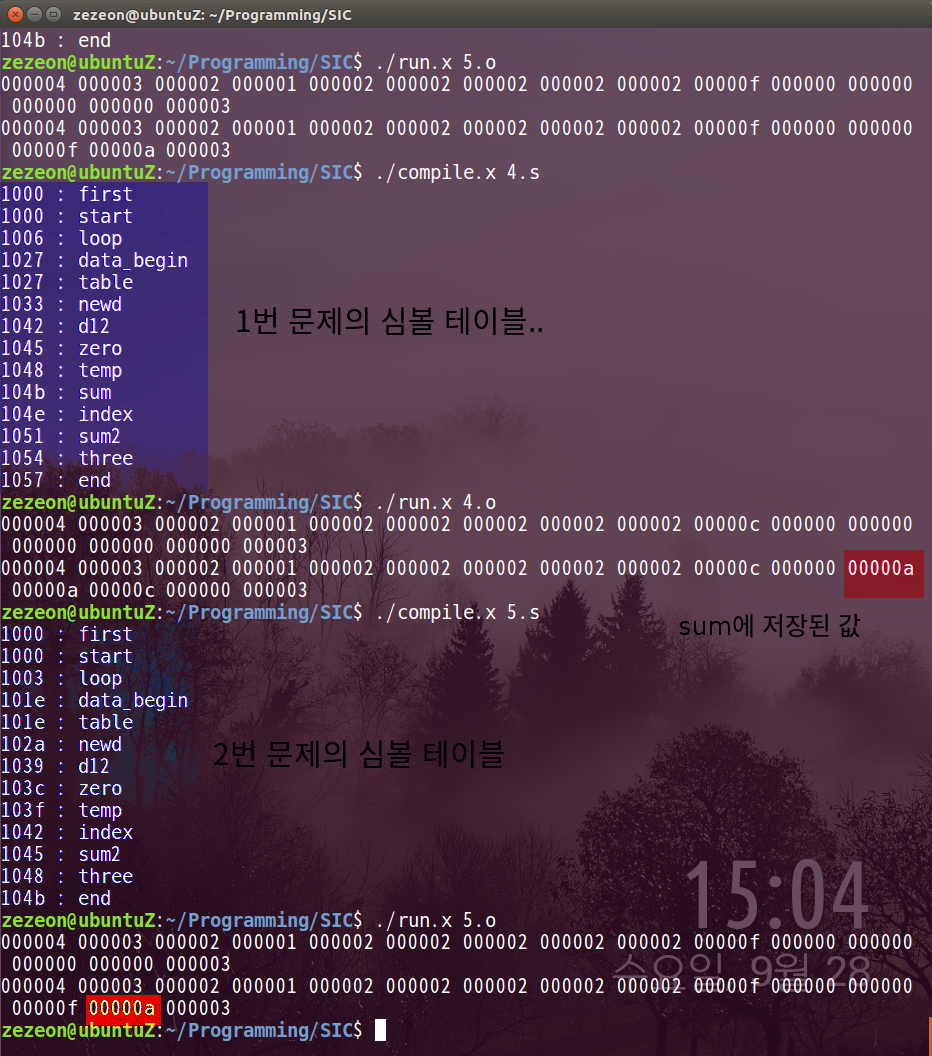 zezeon@ubuntuZ: ~/Programming/SIC
104b : end
zezeon@ubuntuZ:~/Programming/SIC$ ./run.x 5.o
000004 000003 000002 000001 000002 000002 000002 000002 000002 00000f 000000 000000
000000 000000 000003
000004 000003 000002 000001 000002 000002 000002 000002 000002 00000f 000000 000000
00000f 00000a 000003
zezeon@ubuntuZ:~/Programming/SIC$ ./compile.x 4.s
1000 : first
1000 : start
1006 : loop
1027 : data_begin
1027 : table
1033 : newd
1번 문제의 심볼 테이블..
1042 : d12
1045 : zero
1048 : temp
104b : sum
104e : index
1051 : sum2
1054 : three
1057 : end
zezeon@ubuntuZ:~/Programming/SIC$ ./run.x 4.o
000004 000003 000002 000001 000002 000002 000002 000002 000002 00000c 000000 000000
000000 000000 000000 000003
000004 000003 000002 000001 000002 000002 000002 000002 000002 00000c 000000 00000a
00000a 00000c 000000 000003
zezeon@ubuntuZ:~/Programming/SIC$ ./compile.x 5.s
sum에 저장된 값
1000 : first
1000 : start
1003 : loop
101e : data_begin
101e : table
102a : newd
2번 문제의 심볼 테이블
1039 : d12
103c : zero
103f : temp
1042 : index
1045 : sum2
1048 : three
104b : end
15:04
zezeon@ubuntuZ:~/Programming/SIC$ ./run.x 5.o
000004 000003 000002 000001 000002 000002 000002 000002 000002 00000f 000000 000000
000000 000000 000003
수요일, 9월 28
000004 000003 000002 000001 000002 000002 000002 000002 000002 00000f 000000 000000
00000f 00000a 000003
zezeon@ubuntuZ:~/Programming/SIC$